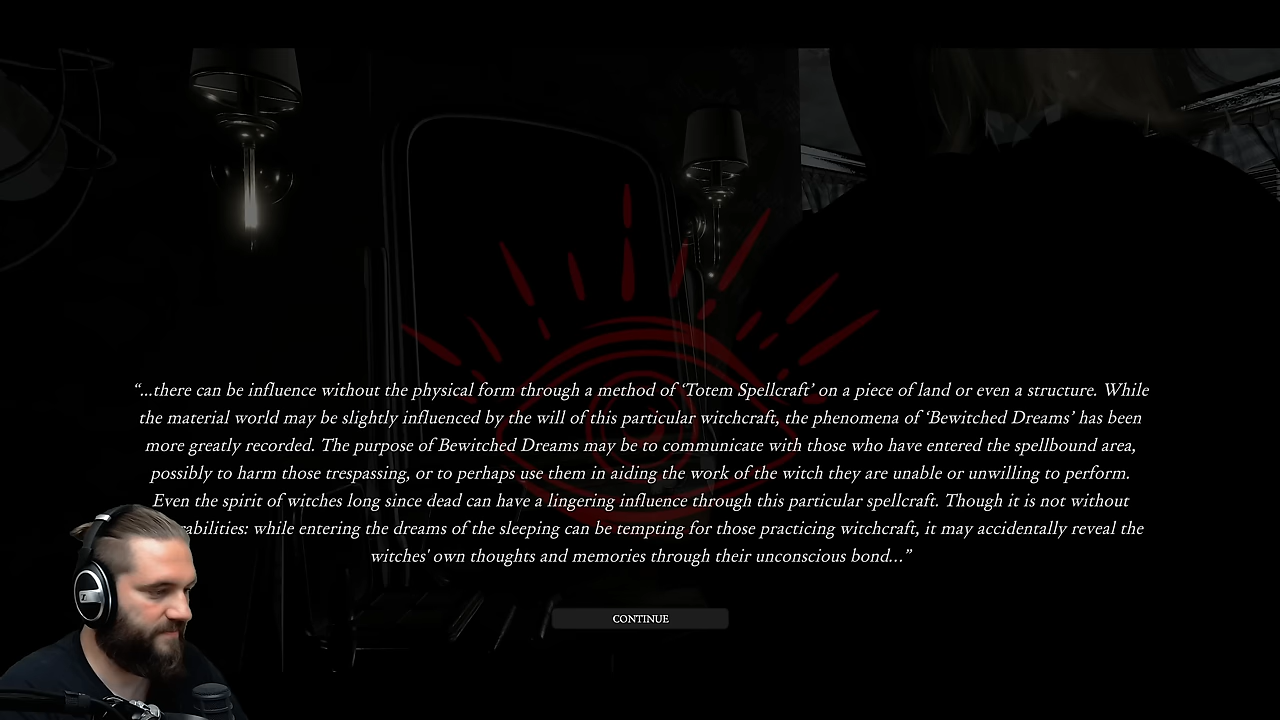 “...there can be influence without the physical form through a method of ‘Totem Spellcraft’ on a piece of land or even a structure. While
the material world may be slightly influenced by the will of this particular witchcraft, the phenomena of ‘Bewitched Dreams’ has been
more greatly recorded. The purpose of Bewitched Dreams may be to communicate with those who have entered the spellbound area,
possibly to harm those trespassing, or to perhaps use them in aiding the work of the witch they are unable or unwilling to perform.
Even the spirit of witches long since dead can have a lingering influence through this particular spellcraft. Though it is not without
rabilities: while entering the dreams of the sleeping can be tempting for those practicing witchcraft, it may accidentally reveal the
witches' own thoughts and memories through their unconscious bond...”
CONTINUE